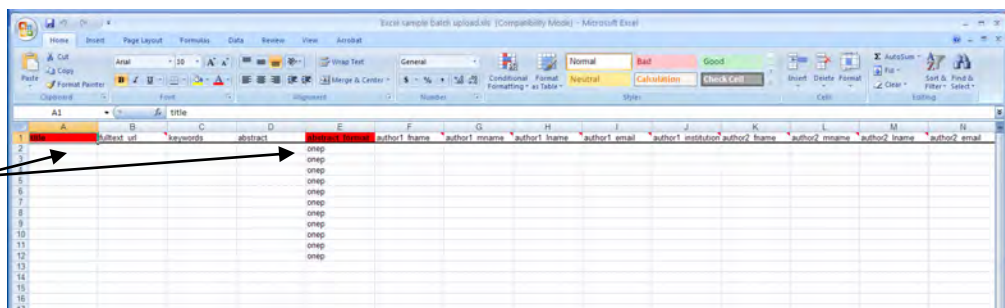 Excel sample batch upload.xls [Compatibility Mode] - Microsoft Excel
Home Insert Page Layout Formulas Data Review View Acrobat
Cut Arial 10 A A Wrap Text General Normal Bad Good AutoSum
Copy Fill
Paste Format Painter B I U A Merge & Center $ % , Conditional Formatting Format as Table Neutral Calculation Check Cell Insert Delete Format Clear Sort & Filter Find & Select
Clipboard Font Alignment Number Styles Cells Editing
A1 fx title
A B C D E F G H I J K L M N
1 title fulltext_url keywords abstract abstract_format author1_fname author1_mname author1_lname author1_email author1_institution author2_fname author2_mname author2_lname author2_email
2 onep
3 onep
4 onep
5 onep
6 onep
7 onep
8 onep
9 onep
10 onep
11 onep
12 onep
13
14
15
16
17